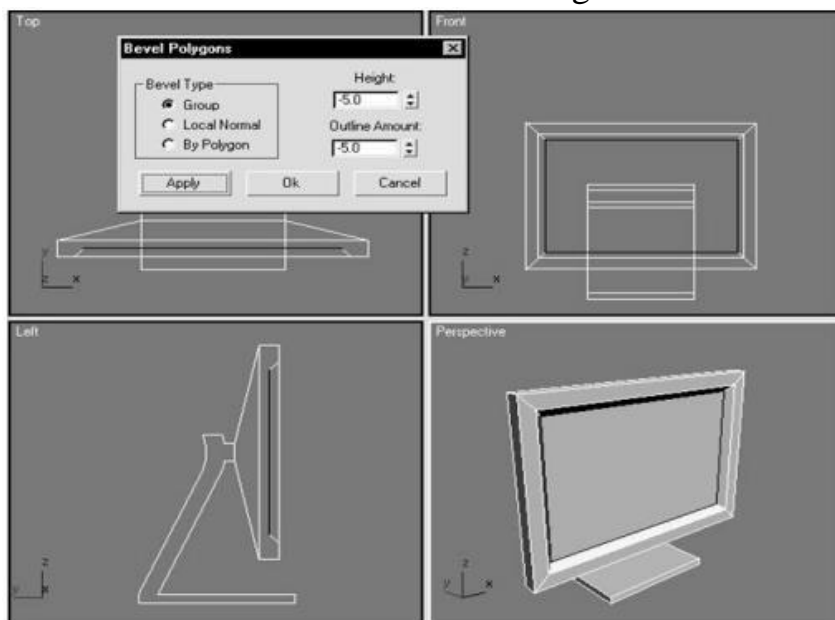 Top
Front
Bevel Polygons
Bevel Type
Group
Local Normal
By Polygon
Height:
-5.0
Outline Amount:
-5.0
Apply
Ok
Cancel
y
z
x
z
y
x
Left
Perspective
z
y
x
z
y
x